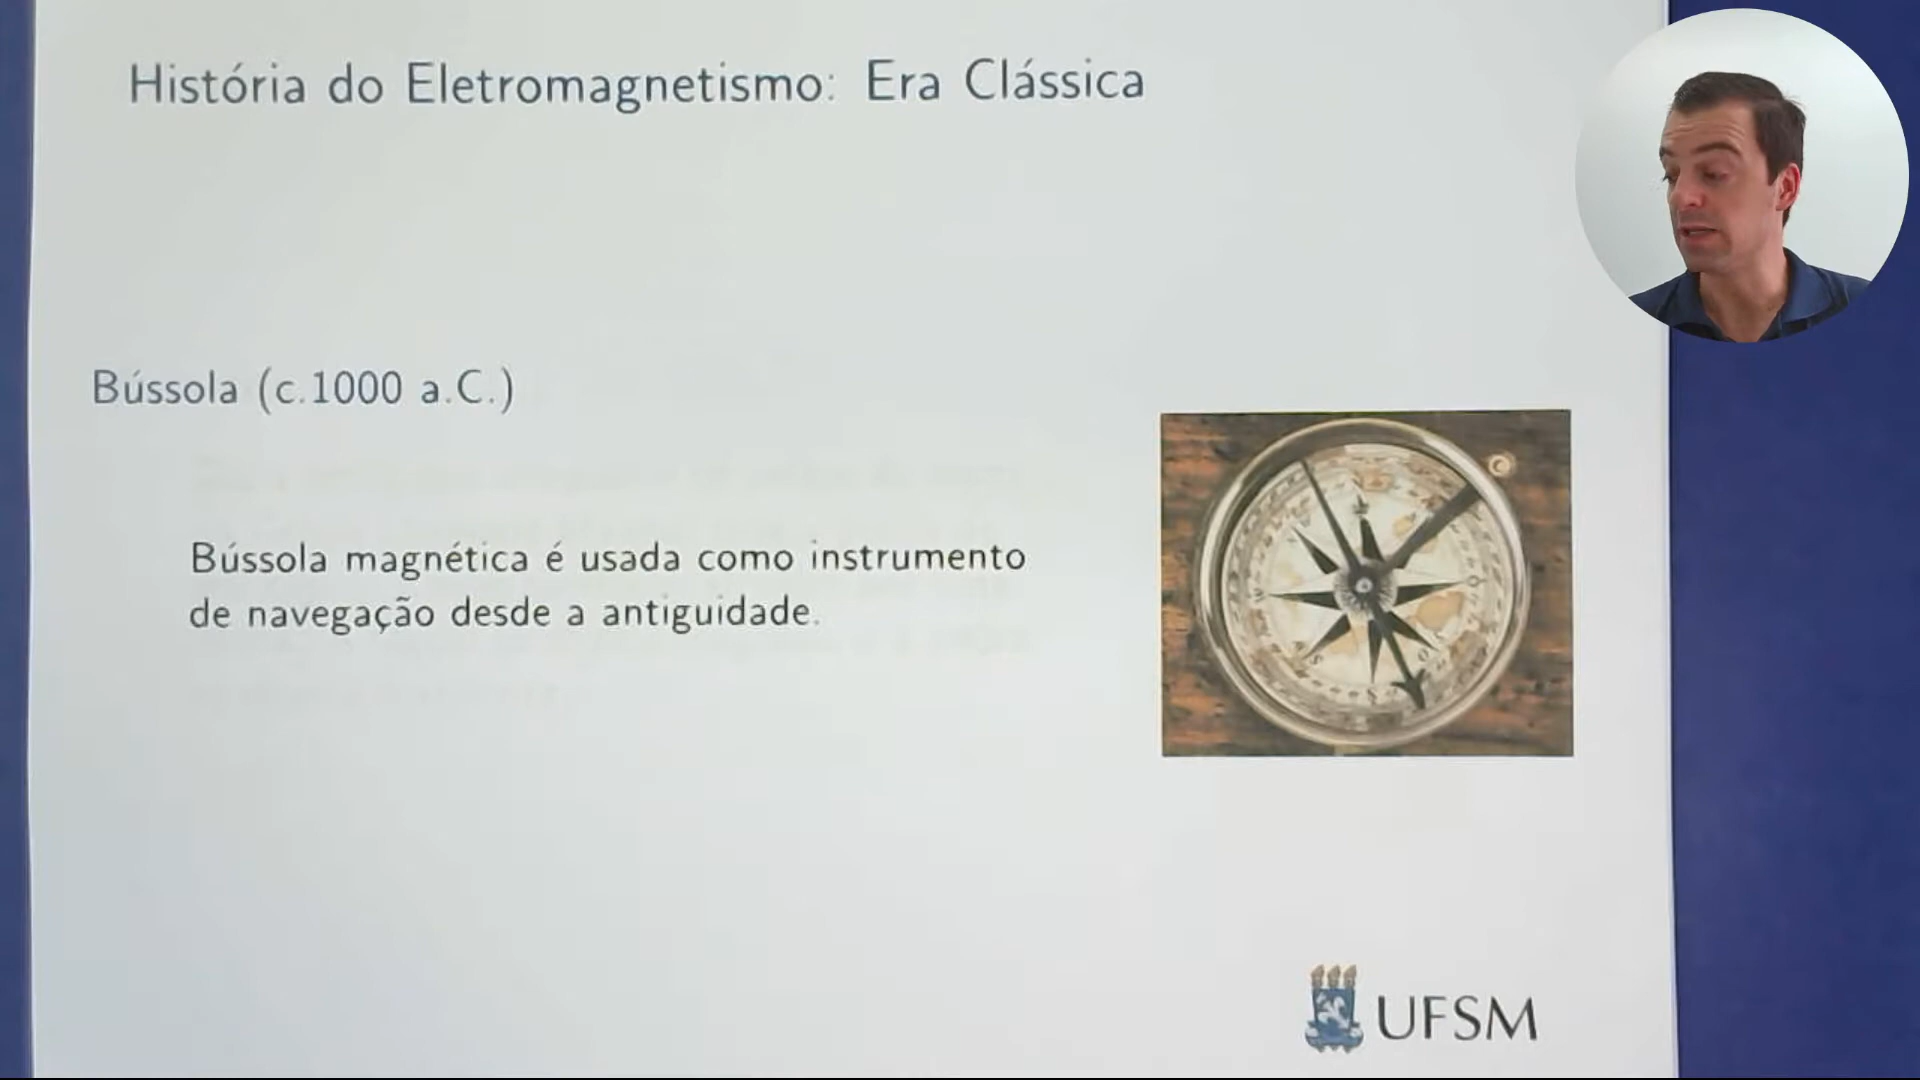 História do Eletromagnetismo: Era Clássica
Bússola (c.1000 a.C.)
Bússola magnética é usada como instrumento
de navegação desde a antiguidade.
UFSM